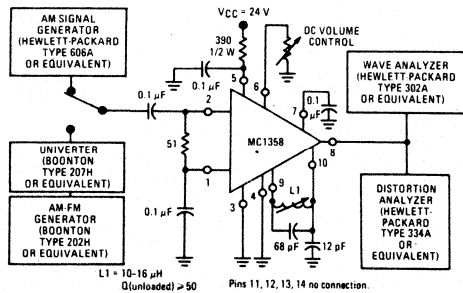 AM SIGNAL
GENERATOR
(HEWLETT-PACKARD
TYPE 606A
OR EQUIVALENT)
VCC = 24 V
390
1/2 W
DC VOLUME
CONTROL
0.1 μF
5
6
0.1 μF
2
7
0.1
μF
WAVE ANALYZER
(HEWLETT-PACKARD
TYPE 302A
OR EQUIVALENT)
51
MC1358
8
10
UNIVERTER
(BOONTON
TYPE 207H
OR EQUIVALENT)
1
9
L1
AM-FM
GENERATOR
(BOONTON
TYPE 202H
OR EQUIVALENT)
0.1 μF
3
4
68 pF
12 pF
DISTORTION
ANALYZER
(HEWLETT-
PACKARD
TYPE 334A
OR
EQUIVALENT)
L1 = 10-16 μH
Q(unloaded) ≥ 50
Pins 11, 12, 13, 14 no connection.